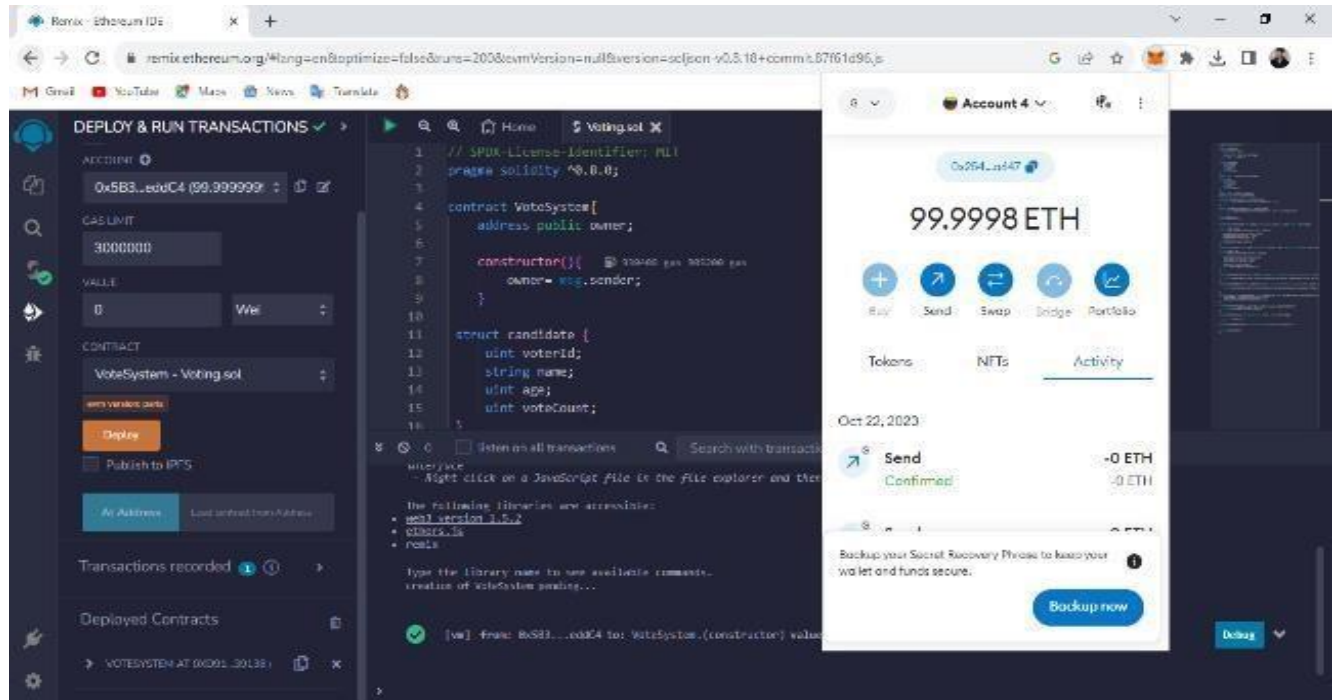 Remix - Ethereum IDE
remix.ethereum.org/#lang=en&optimize=false&runs=200&evmVersion=null&version=soljson-v0.8.18+commit.87f61d96.js
Gmail YouTube Maps News Translate
DEPLOY & RUN TRANSACTIONS
ACCOUNT
0x5B3...eddC4 (99.999999
GAS LIMIT
3000000
VALUE
0 Wei
CONTRACT
VoteSystem - Voting.sol
Deploy
Publish to IPFS
At Address Load contract from Address
Transactions recorded 1
Deployed Contracts
VOTESYSTEM AT
Home Voting.sol
1 // SPDX-License-Identifier: MIT
2 pragma solidity ^0.8.0;
3
4 contract VoteSystem{
5 address public owner;
6
7 constructor(){
8 owner= msg.sender;
9 }
10
11 struct candidate {
12 uint voterId;
13 string name;
14 uint age;
15 uint voteCount;
16 }
0 listen on all transactions Search with transactio
interface
- Right click on a JavaScript file in the file explorer and then
The following libraries are accessible:
web3 version 1.5.2
ethers.js
remix
Type the library name to see available commands.
creation of VoteSystem pending...
[vm] from: 0x5B3...eddC4 to: VoteSystem.(constructor) value
Debug
G Account 4
99.9998 ETH
Buy Send Swap Bridge Portfolio
Tokens NFTs Activity
Oct 22, 2023
Send -0 ETH
Confirmed -0 ETH
Backup your Secret Recovery Phrase to keep your
wallet and funds secure.
Backup now